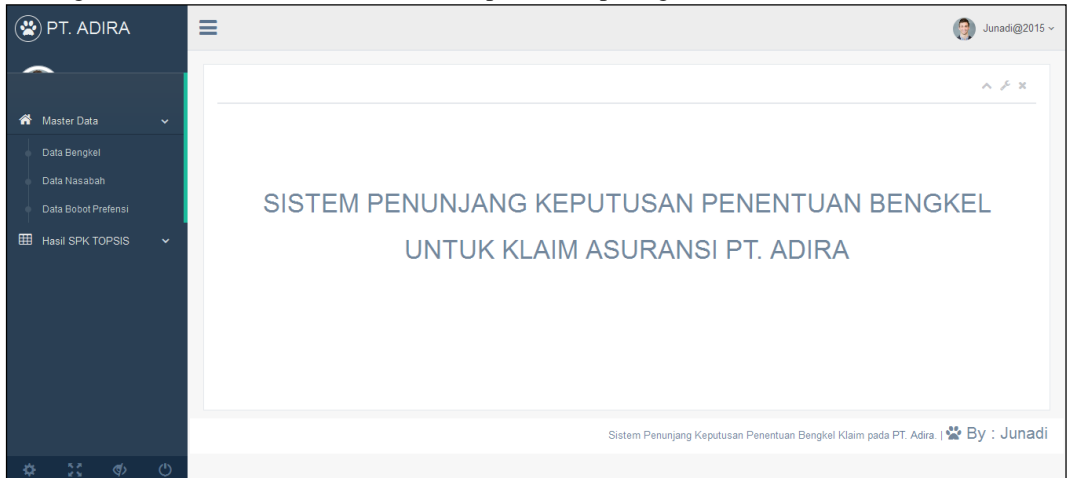 PT. ADIRA
Junadi@2015
Master Data
Data Bengkel
Data Nasabah
Data Bobot Prefensi
Hasil SPK TOPSIS
SISTEM PENUNJANG KEPUTUSAN PENENTUAN BENGKEL
UNTUK KLAIM ASURANSI PT. ADIRA
Sistem Penunjang Keputusan Penentuan Bengkel Klaim pada PT. Adira. | By : Junadi